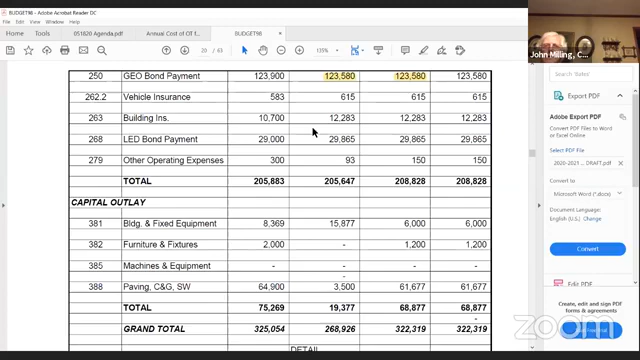 BUDGET98 - Adobe Acrobat Reader DC
File Edit View Window Help
051820 Agenda.pdf
Annual Cost of OT f...
BUDGET98 ×
20 / 63
135%
John Milling, C...
250 GEO Bond Payment 123,900 123,580 123,580 123,580
262.2 Vehicle Insurance 583 615 615 615
263 Building Ins. 10,700 12,283 12,283 12,283
268 LED Bond Payment 29,000 29,865 29,865 29,865
279 Other Operating Expenses 300 93 150 150
TOTAL 205,883 205,647 208,828 208,828
CAPITAL OUTLAY
381 Bldg. & Fixed Equipment 8,369 15,877 6,000 6,000
382 Furniture & Fixtures 2,000 - 1,200 1,200
385 Machines & Equipment - - -
-
388 Paving, C&G, SW 64,900 3,500 61,677 61,677
TOTAL 75,269 19,377 68,877 68,877
-
GRAND TOTAL 325,054 268,926 322,319 322,319
DETAIL
Export PDF
Adobe Export PDF
Convert PDF Files to Word
or Excel Online
Select PDF File
2020-2021 ... DRAFT.pdf ×
Convert to
Microsoft Word (*.docx)
Document Language:
English (U.S.) Change
Convert
Edit PDF
Create, edit and sign PDF
forms & agreements
zoom